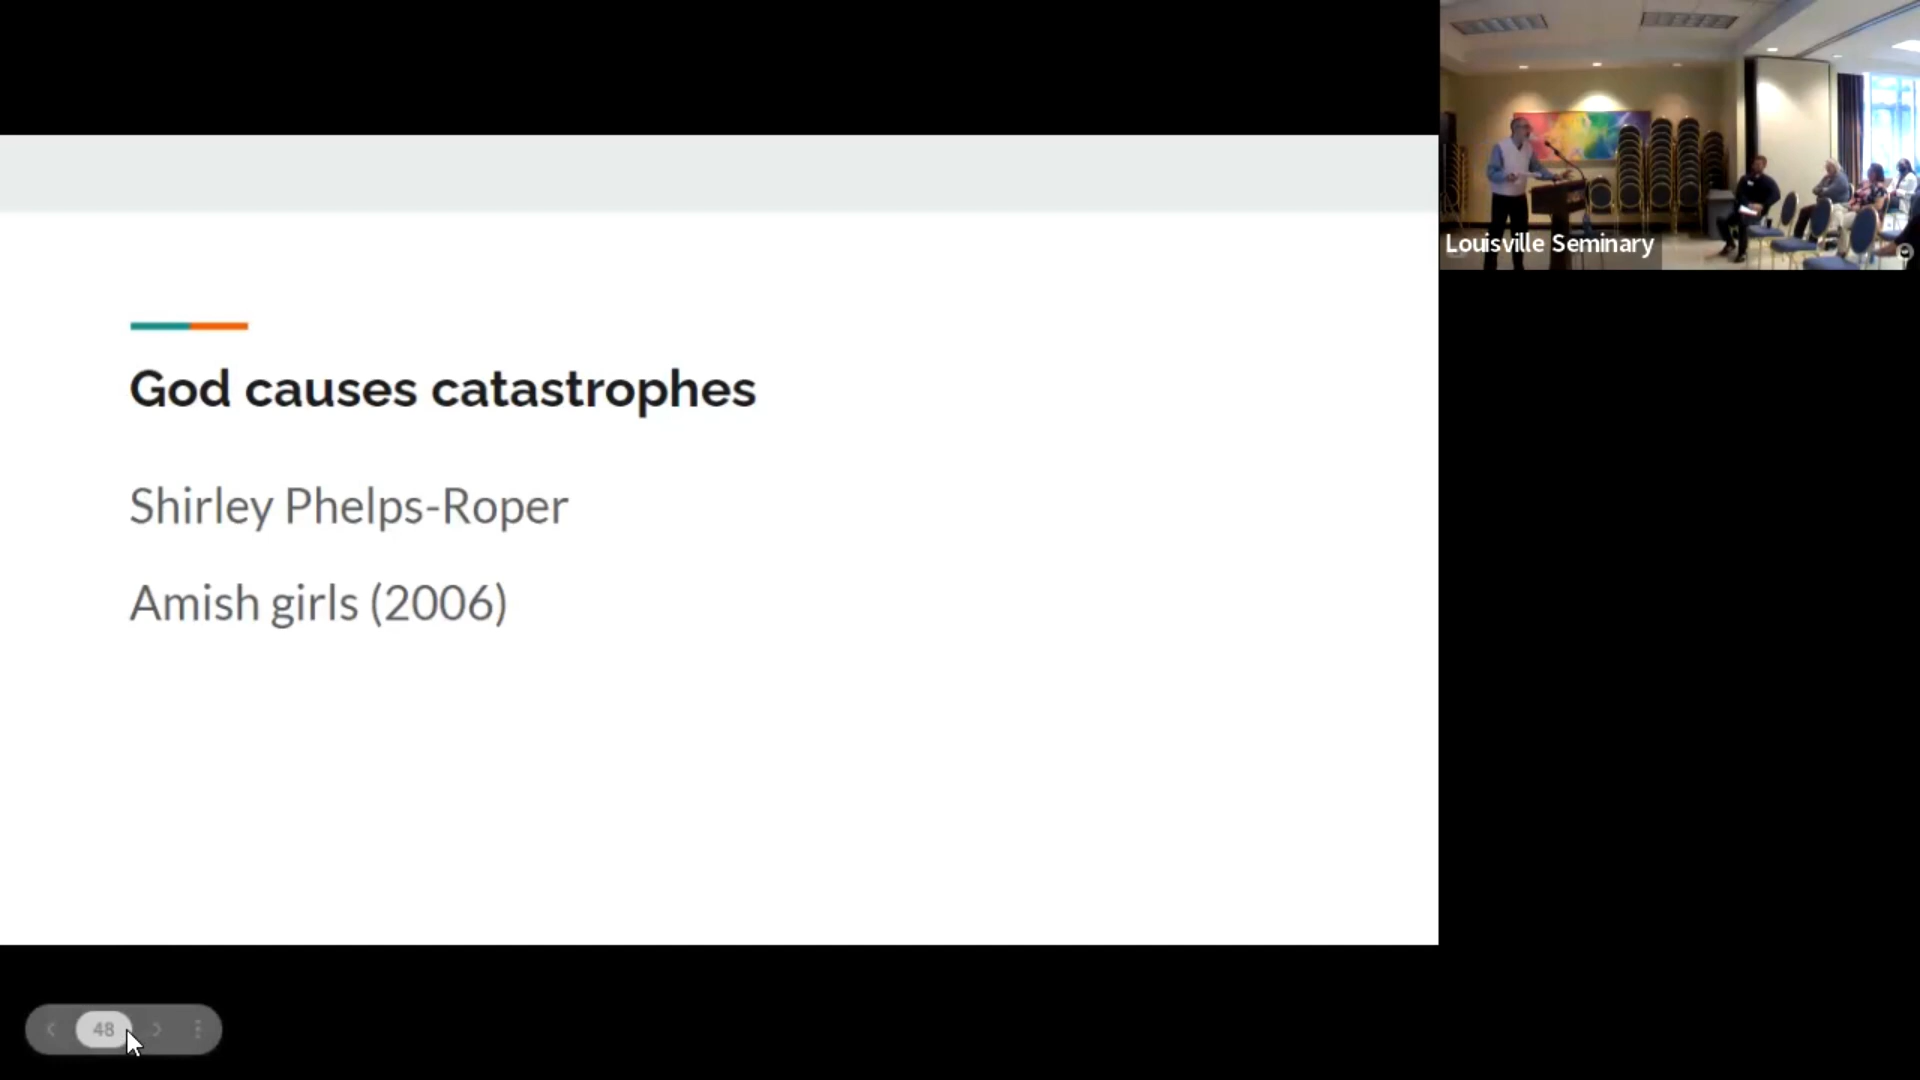 God causes catastrophes
Shirley Phelps-Roper
Amish girls (2006)
Louisville Seminary
48